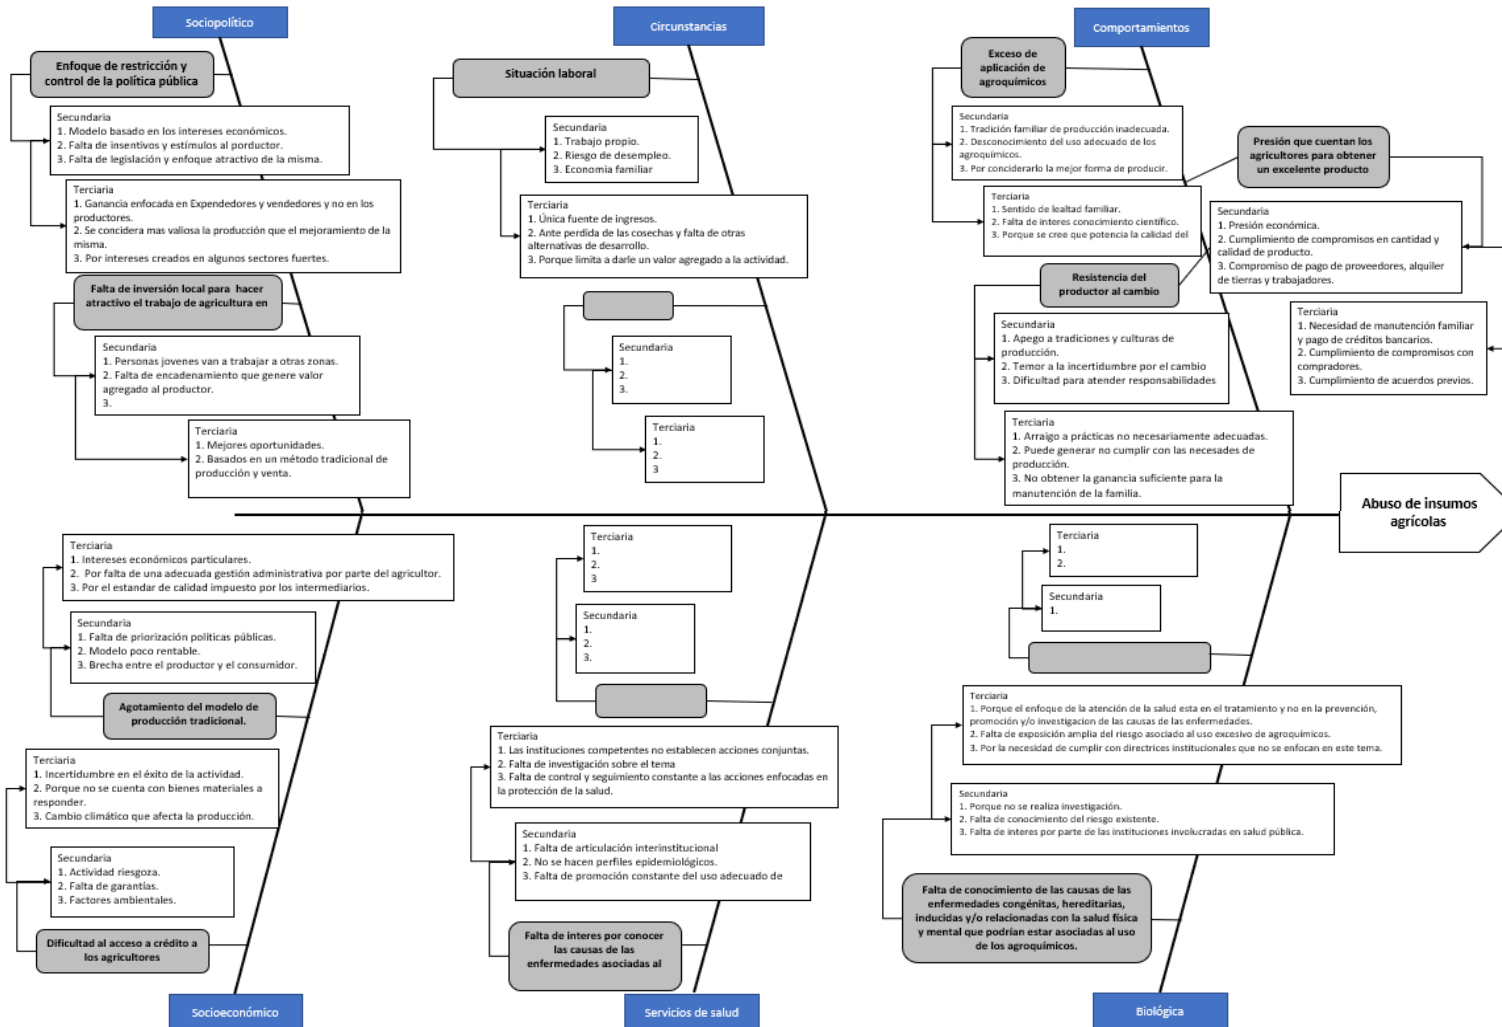 Sociopolítico
Enfoque de restricción y
control de la política pública
Secundaria
1. Modelo basado en los intereses económicos.
2. Falta de insentivos y estímulos al porductor.
3. Falta de legislación y enfoque atractivo de la misma.
Terciaria
1. Ganancia enfocada en Expendedores y vendedores y no en los
productores.
2. Se concidera mas valiosa la producción que el mejoramiento de la
misma.
3. Por intereses creados en algunos sectores fuertes.
Falta de inversión local para hacer
atractivo el trabajo de agricultura en
Secundaria
1. Personas jovenes van a trabajar a otras zonas.
2. Falta de encadenamiento que genere valor
agregado al productor.
3.
Terciaria
1. Mejores oportunidades.
2. Basados en un método tradicional de
producción y venta.
Circunstancias
Situación laboral
Secundaria
1. Trabajo propio.
2. Riesgo de desempleo.
3. Economia familiar
Terciaria
1. Única fuente de ingresos.
2. Ante perdida de las cosechas y falta de otras
alternativas de desarrollo.
3. Porque limita a darle un valor agregado a la actividad.
Secundaria
1.
2.
3.
Terciaria
1.
2.
3
Comportamientos
Exceso de
aplicación de
agroquímicos
Secundaria
1. Tradición familiar de producción inadecuada.
2. Desconocimiento del uso adecuado de los
agroquímicos.
3. Por conciderarlo la mejor forma de producir.
Terciaria
1. Sentido de lealtad familiar.
2. Falta de interes conocimiento científico.
3. Porque se cree que potencia la calidad del
Presión que cuentan los
agricultores para obtener
un excelente producto
Secundaria
1. Presión económica.
2. Cumplimiento de compromisos en cantidad y
calidad de producto.
3. Compromiso de pago de proveedores, alquiler
de tierras y trabajadores.
Terciaria
1. Necesidad de manutención familiar
y pago de créditos bancarios.
2. Cumplimiento de compromisos con
compradores.
3. Cumplimiento de acuerdos previos.
Resistencia del
productor al cambio
Secundaria
1. Apego a tradiciones y culturas de
producción.
2. Temor a la incertidumbre por el cambio
3. Dificultad para atender responsabilidades
Terciaria
1. Arraigo a prácticas no necesariamente adecuadas.
2. Puede generar no cumplir con las necesades de
producción.
3. No obtener la ganancia suficiente para la
manutención de la familia.
Abuso de insumos
agrícolas
Terciaria
1. Intereses económicos particulares.
2. Por falta de una adecuada gestión administrativa por parte del agricultor.
3. Por el estandar de calidad impuesto por los intermediarios.
Secundaria
1. Falta de priorización políticas públicas.
2. Modelo poco rentable.
3. Brecha entre el productor y el consumidor.
Agotamiento del modelo de
producción tradicional.
Terciaria
1. Incertidumbre en el éxito de la actividad.
2. Porque no se cuenta con bienes materiales a
responder.
3. Cambio climático que afecta la producción.
Secundaria
1. Actividad riesgoza.
2. Falta de garantías.
3. Factores ambientales.
Dificultad al acceso a crédito a
los agricultores
Socioeconómico
Terciaria
1.
2.
3
Secundaria
1.
2.
3.
Terciaria
1. Las instituciones competentes no establecen acciones conjuntas.
2. Falta de investigación sobre el tema
3. Falta de control y seguimiento constante a las acciones enfocadas en
la protección de la salud.
Secundaria
1. Falta de articulación interinstitucional
2. No se hacen perfiles epidemiológicos.
3. Falta de promoción constante del uso adecuado de
Falta de interes por conocer
las causas de las
enfermedades asociadas al
Servicios de salud
Terciaria
1.
2.
Secundaria
1.
Terciaria
1. Porque el enfoque de la atención de la salud esta en el tratamiento y no en la prevención,
promoción y/o investigacion de las causas de las enfermedades.
2. Falta de exposición amplia del riesgo asociado al uso excesivo de agroquímicos.
3. Por la necesidad de cumplir con directrices institucionales que no se enfocan en este tema.
Secundaria
1. Porque no se realiza investigación.
2. Falta de conocimiento del riesgo existente.
3. Falta de interes por parte de las instituciones involucradas en salud pública.
Falta de conocimiento de las causas de las
enfermedades congénitas, hereditarias,
inducidas y/o relacionadas con la salud física
y mental que podrían estar asociadas al uso
de los agroquímicos.
Biológica